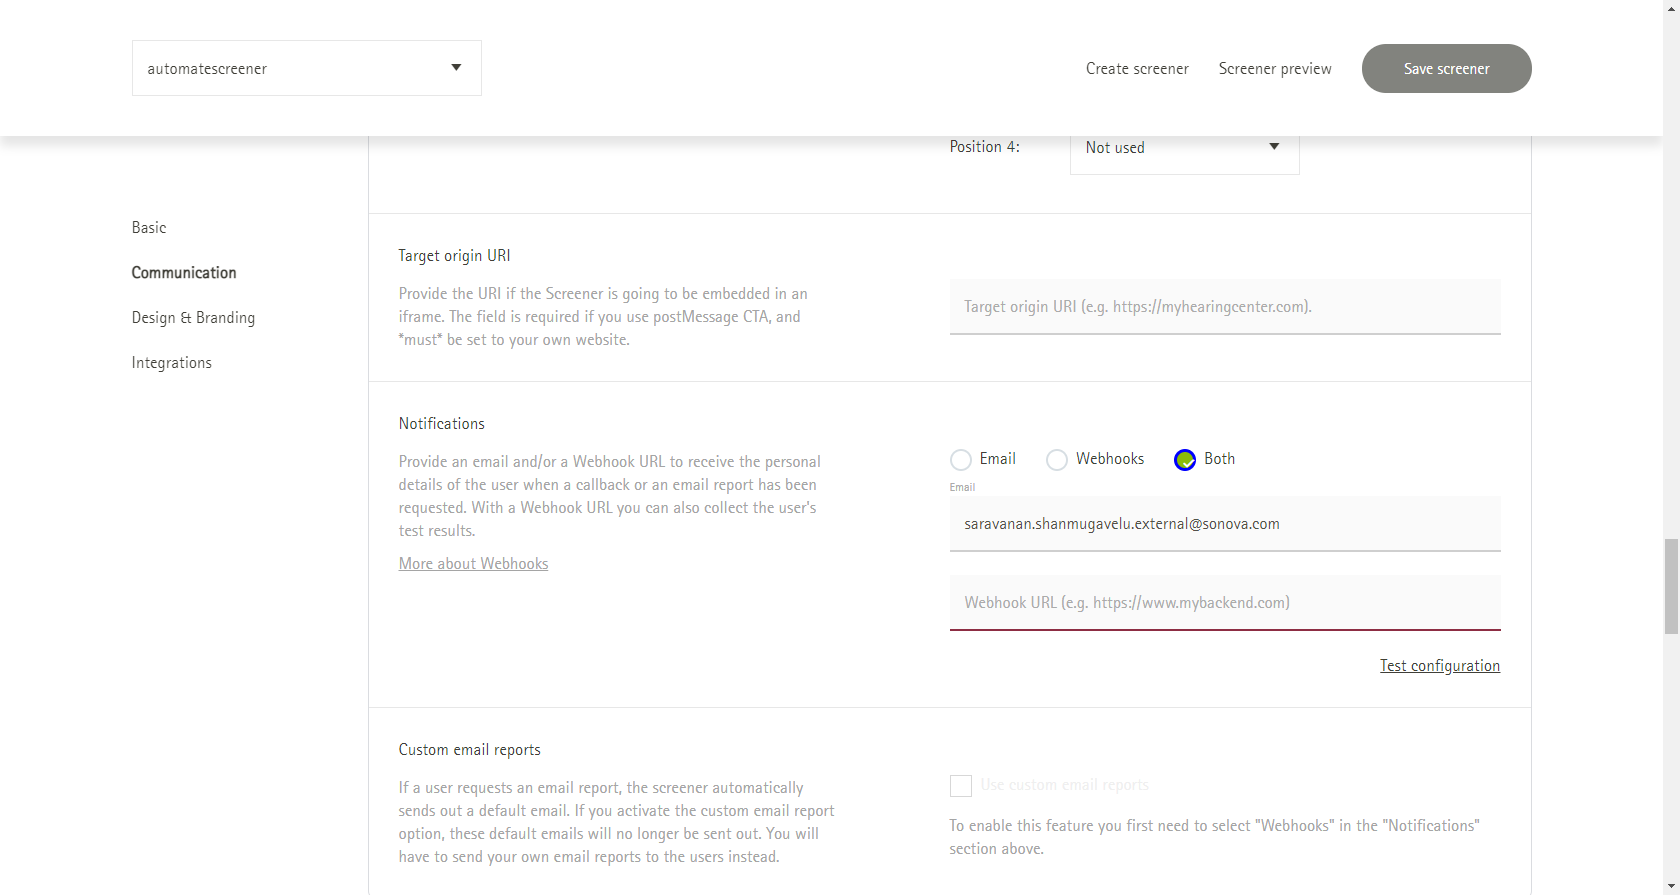 automatescreener
Create screener
Screener preview
Save screener
Position 4:
Not used
Basic
Communication
Design & Branding
Integrations
Target origin URI
Provide the URI if the Screener is going to be embedded in an
iframe. The field is required if you use postMessage CTA, and
*must* be set to your own website.
Target origin URI (e.g. https://myhearingcenter.com).
Notifications
Provide an email and/or a Webhook URL to receive the personal
details of the user when a callback or an email report has been
requested. With a Webhook URL you can also collect the user's
test results.
More about Webhooks
Email
Webhooks
Both
Email
saravanan.shanmugavelu.external@sonova.com
Webhook URL (e.g. https://www.mybackend.com)
Test configuration
Custom email reports
If a user requests an email report, the screener automatically
sends out a default email. If you activate the custom email report
option, these default emails will no longer be sent out. You will
have to send your own email reports to the users instead.
Use custom email reports
To enable this feature you first need to select "Webhooks" in the "Notifications"
section above.